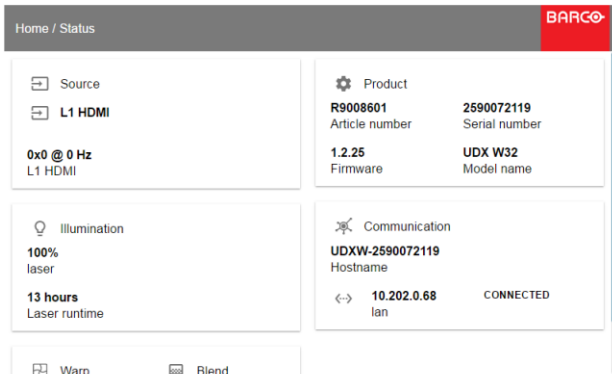 Home / Status
BARCO
Source
L1 HDMI
0x0 @ 0 Hz
L1 HDMI
Product
R9008601 2590072119
Article number Serial number
1.2.25 UDX W32
Firmware Model name
Illumination
100%
laser
13 hours
Laser runtime
Communication
UDXW-2590072119
Hostname
10.202.0.68 CONNECTED
lan
Warp Blend